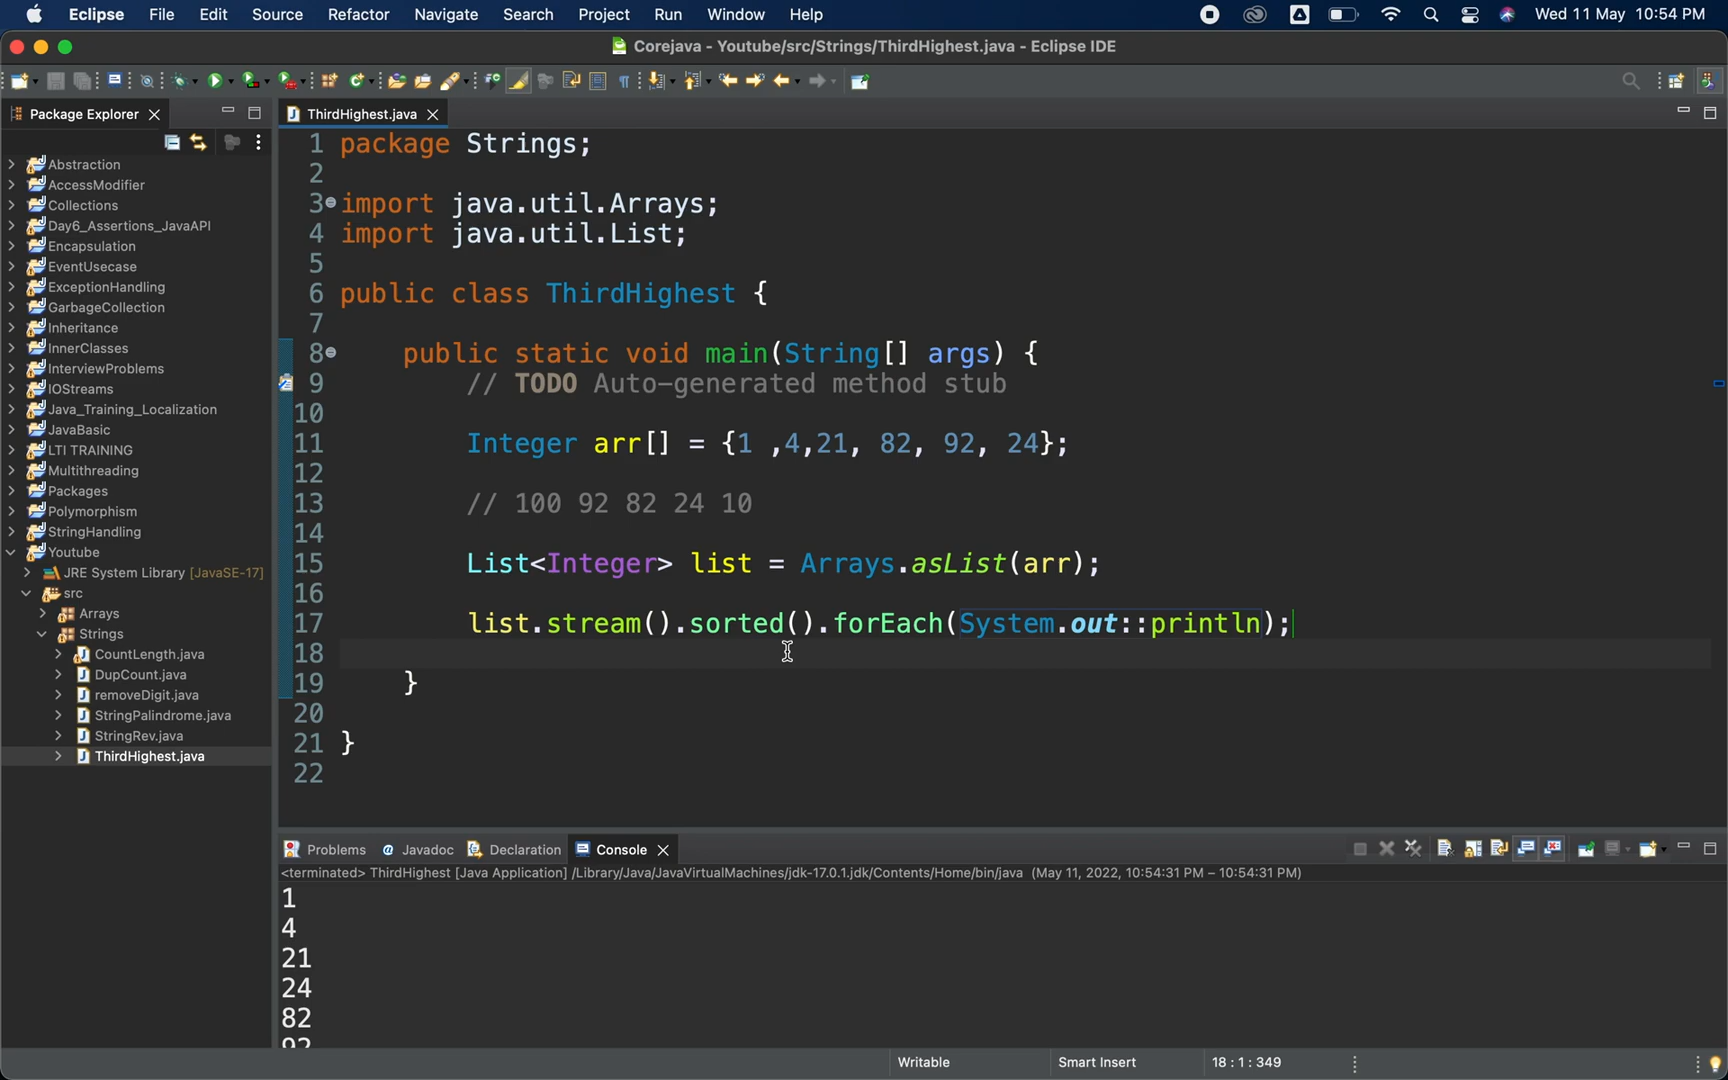 Eclipse File Edit Source Refactor Navigate Search Project Run Window Help Wed 11 May 10:54 PM
Corejava - Youtube/src/Strings/ThirdHighest.java - Eclipse IDE
Package Explorer
Abstraction
AccessModifier
Collections
Day6_Assertions_JavaAPI
Encapsulation
EventUsecase
ExceptionHandling
GarbageCollection
Inheritance
InnerClasses
InterviewProblems
IOStreams
Java_Training_Localization
JavaBasic
LTI TRAINING
Multithreading
Packages
Polymorphism
StringHandling
Youtube
JRE System Library [JavaSE-17]
src
Arrays
Strings
CountLength.java
DupCount.java
removeDigit.java
StringPalindrome.java
StringRev.java
ThirdHighest.java
ThirdHighest.java
1 package Strings;
2
3 import java.util.Arrays;
4 import java.util.List;
5
6 public class ThirdHighest {
7
8 public static void main(String[] args) {
9 // TODO Auto-generated method stub
10
11 Integer arr[] = {1 ,4,21, 82, 92, 24};
12
13 // 100 92 82 24 10
14
15 List<Integer> list = Arrays.asList(arr);
16
17 list.stream().sorted().forEach(System.out::println);
18
19 }
20
21 }
22
Problems Javadoc Declaration Console
<terminated> ThirdHighest [Java Application] /Library/Java/JavaVirtualMachines/jdk-17.0.1.jdk/Contents/Home/bin/java (May 11, 2022, 10:54:31 PM – 10:54:31 PM)
1
4
21
24
82
92
Writable Smart Insert 18 : 1 : 349